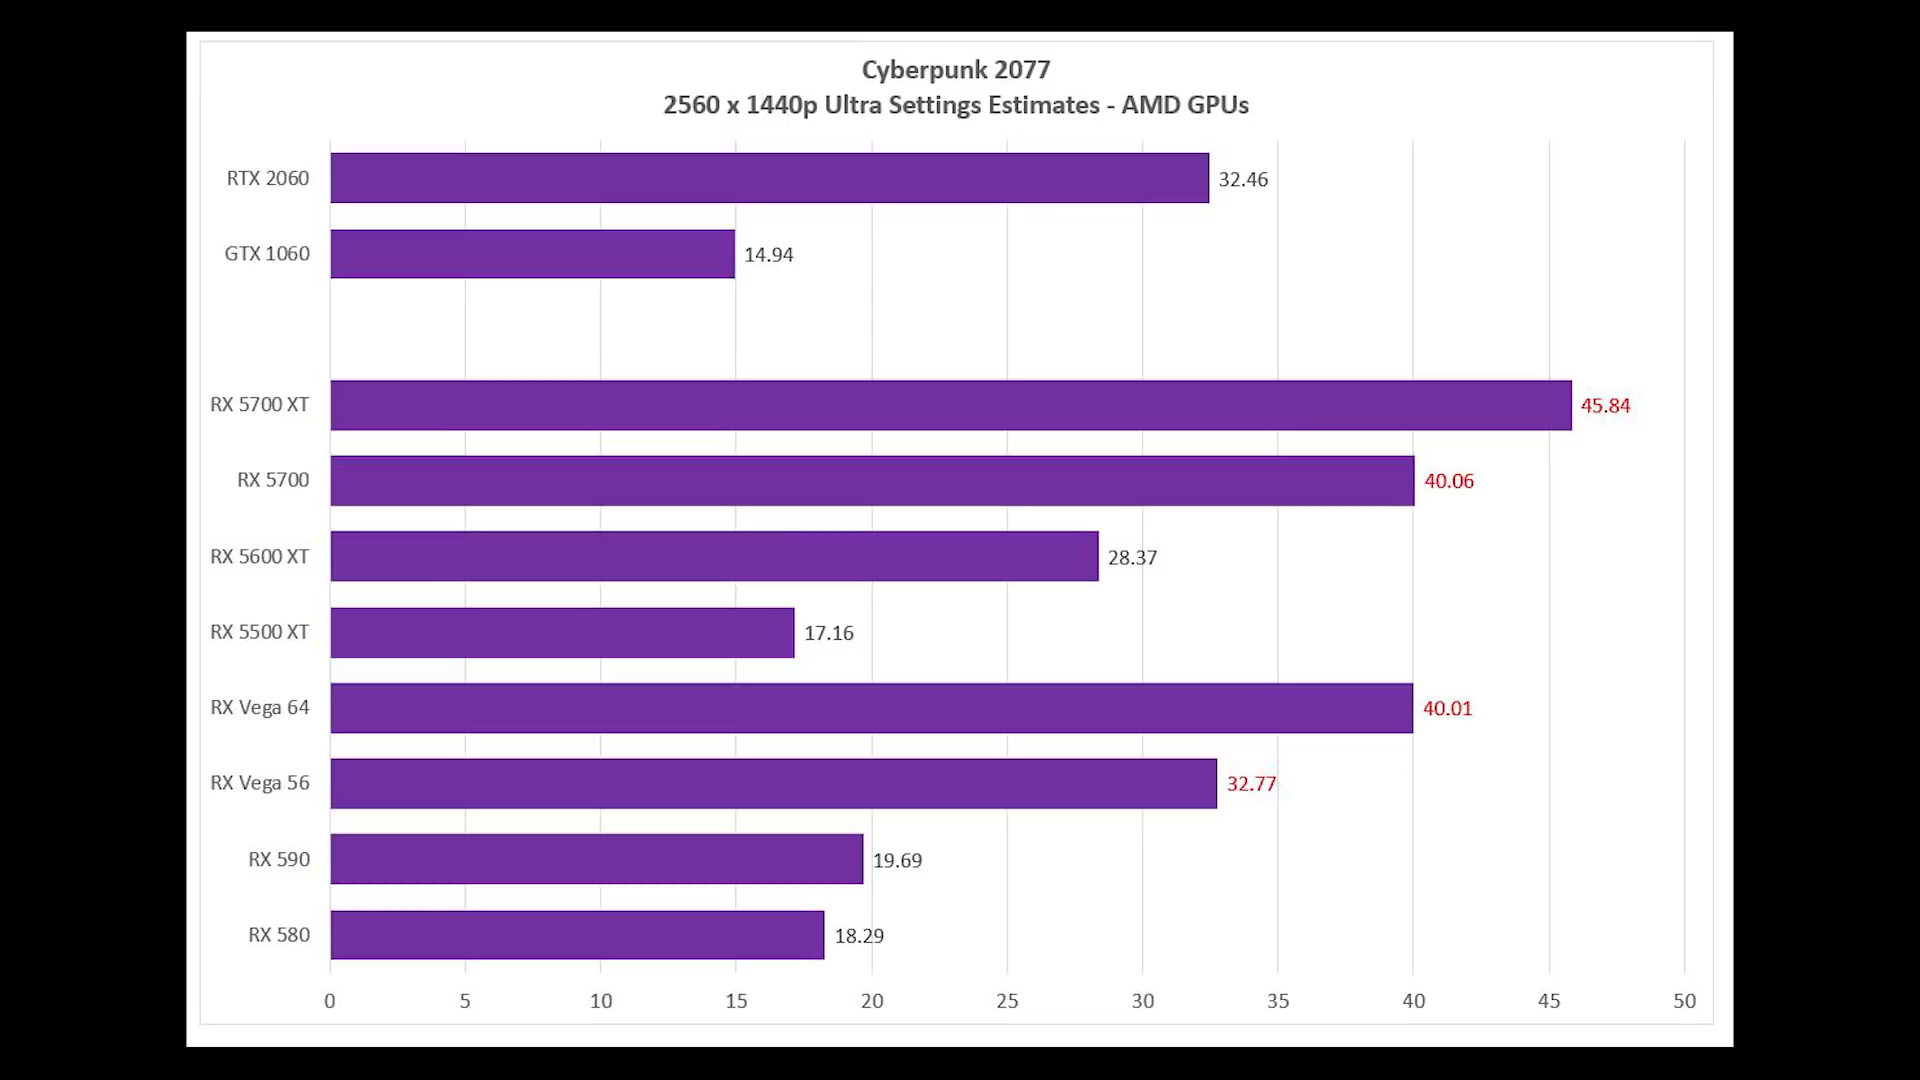 Cyberpunk 2077
2560 x 1440p Ultra Settings Estimates - AMD GPUs
RTX 2060 32.46
GTX 1060 14.94
RX 5700 XT 45.84
RX 5700 40.06
RX 5600 XT 28.37
RX 5500 XT 17.16
RX Vega 64 40.01
RX Vega 56 32.77
RX 590 19.69
RX 580 18.29
0 5 10 15 20 25 30 35 40 45 50